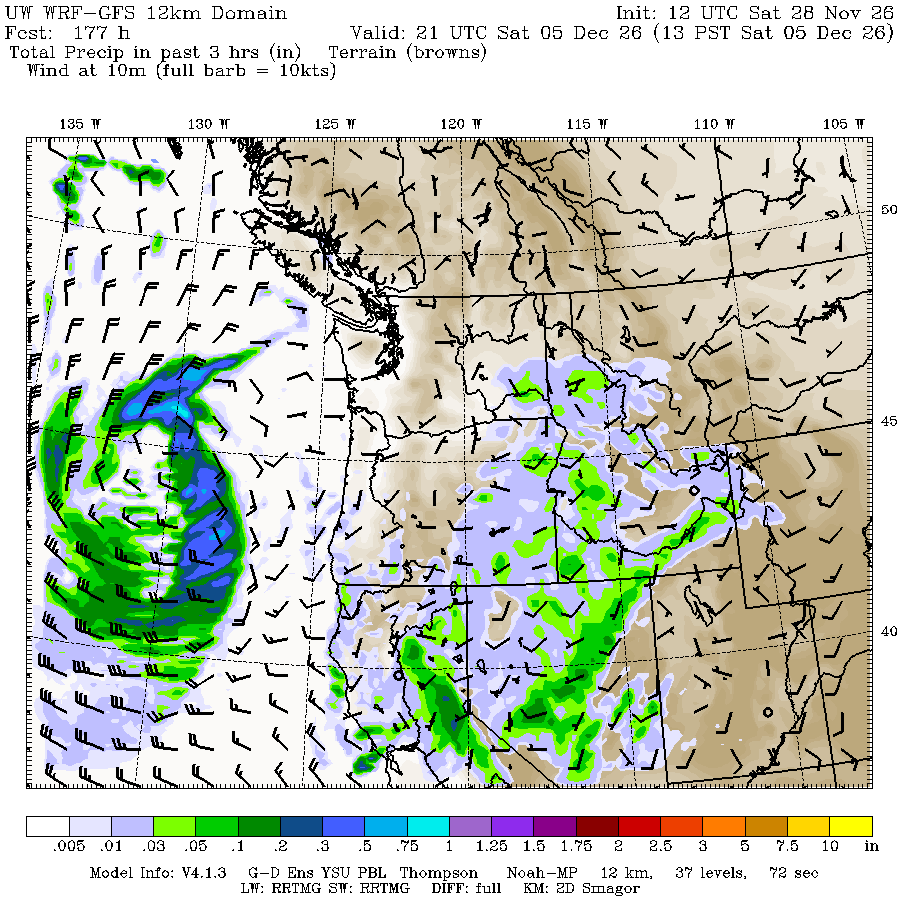 UW WRF-GFS 12km Domain Init: 12 UTC Sat 28 Nov 26
Fcst: 177 h Valid: 21 UTC Sat 05 Dec 26 (13 PST Sat 05 Dec 26)
Total Precip in past 3 hrs (in) Terrain (browns)
Wind at 10m (full barb = 10kts)
135 W 130 W 125 W 120 W 115 W 110 W 105 W
50
45
40
.005 .01 .03 .05 .1 .2 .3 .5 .75 1 1.25 1.5 1.75 2 2.5 3 5 7.5 10 in
Model Info: V4.1.3 G-D Ens YSU PBL Thompson Noah-MP 12 km, 37 levels, 72 sec
LW: RRTMG SW: RRTMG DIFF: full KM: 2D Smagor